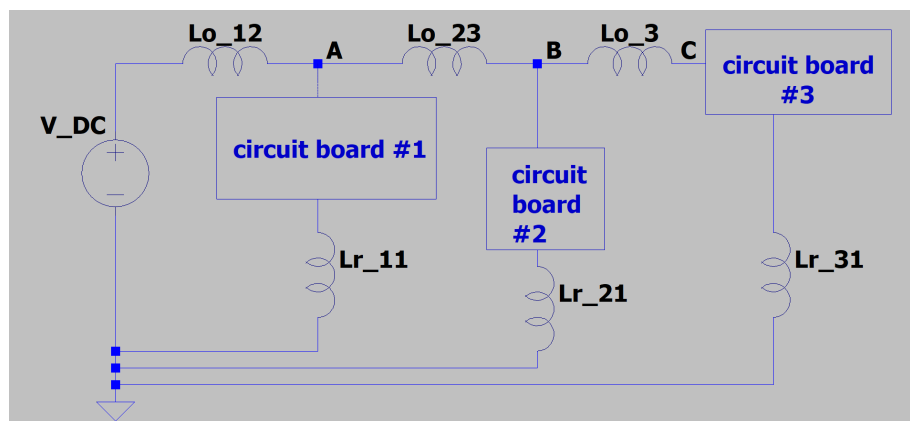 Lo_12
A
Lo_23
B
Lo_3
C
circuit board
#3
V_DC
circuit board #1
circuit
board
#2
Lr_11
Lr_21
Lr_31